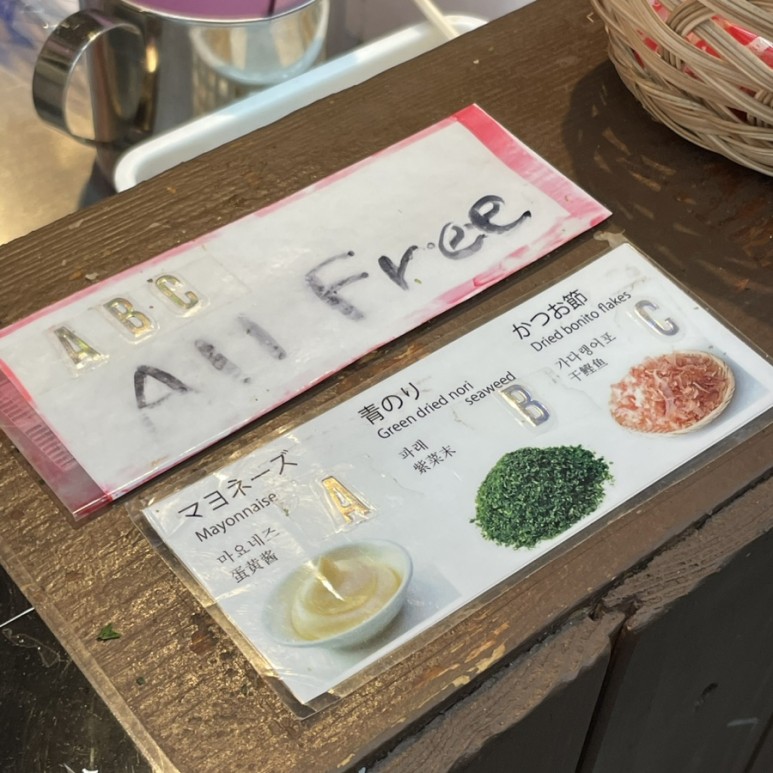 A B C
All Free
マヨネーズ
Mayonnaise
마요네즈
蛋黄酱
A
青のり
Green dried nori
seaweed
파래
紫菜末
B
かつお節
Dried bonito flakes
가다랭어포
干鲣鱼
C